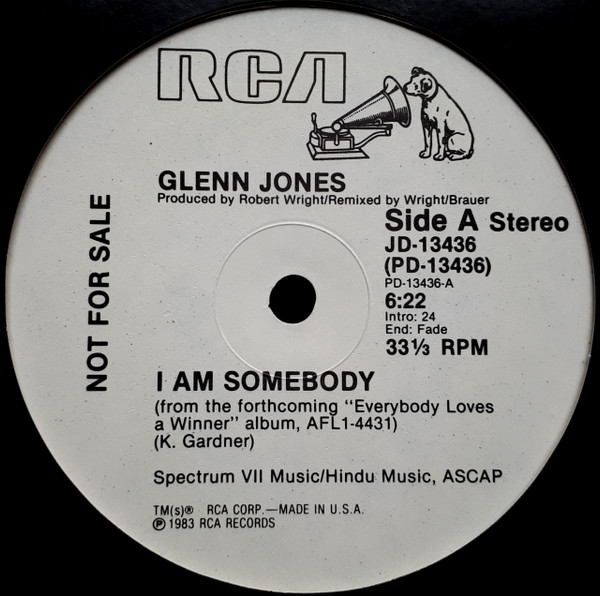 RCA
GLENN JONES
Produced by Robert Wright/Remixed by Wright/Brauer
Side A Stereo
JD-13436
(PD-13436)
PD-13436-A
6:22
Intro: 24
End: Fade
33⅓ RPM
NOT FOR SALE
I AM SOMEBODY
(from the forthcoming "Everybody Loves
a Winner" album, AFL1-4431)
(K. Gardner)
Spectrum VII Music/Hindu Music, ASCAP
TM(s)® RCA CORP.—MADE IN U.S.A.
℗ 1983 RCA RECORDS